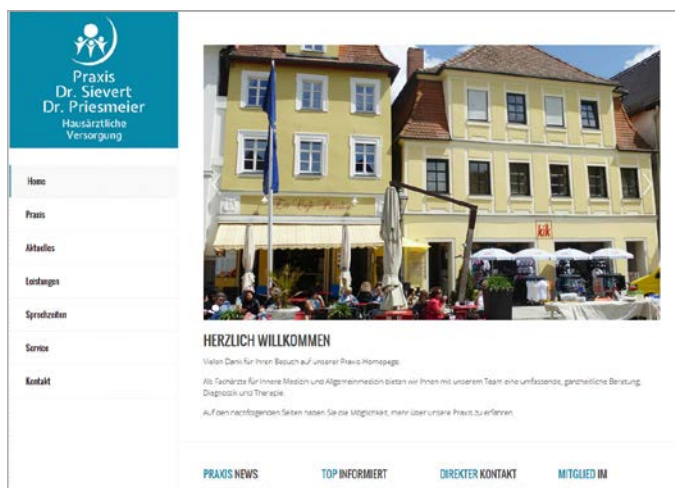 Praxis
Dr. Sievert
Dr. Priesmeier
Hausärztliche
Versorgung
Home
Praxis
Aktuelles
Leistungen
Sprechzeiten
Service
Kontakt
kik
HERZLICH WILLKOMMEN
Vielen Dank für Ihren Besuch auf unserer Praxis-Homepage.
Als Fachärzte für Innere Medizin und Allgemeinmedizin bieten wir Ihnen mit unserem Team eine umfassende, ganzheitliche Beratung,
Diagnostik und Therapie.
Auf den nachfolgenden Seiten haben Sie die Möglichkeit, mehr über unsere Praxis zu erfahren.
PRAXIS NEWS
TOP INFORMIERT
DIREKTER KONTAKT
MITGLIED IM